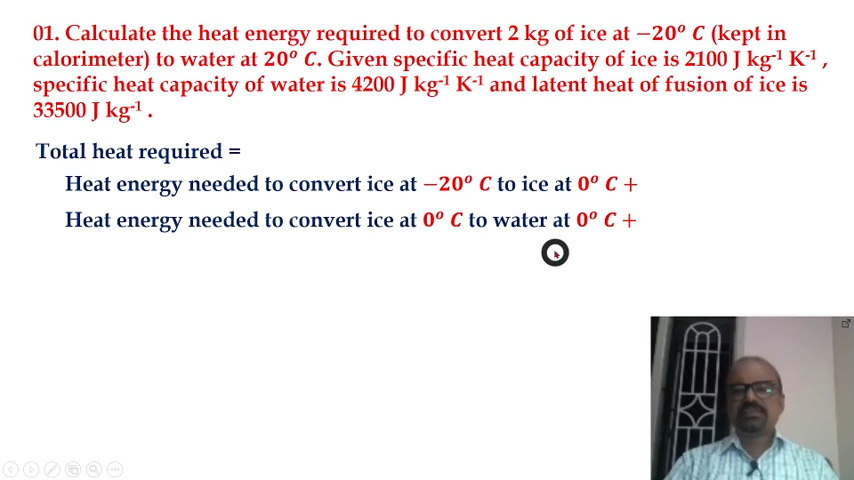 01. Calculate the heat energy required to convert 2 kg of ice at −20° C (kept in
calorimeter) to water at 20° C. Given specific heat capacity of ice is 2100 J kg⁻¹ K⁻¹ ,
specific heat capacity of water is 4200 J kg⁻¹ K⁻¹ and latent heat of fusion of ice is
33500 J kg⁻¹ .
Total heat required =
Heat energy needed to convert ice at −20° C to ice at 0° C +
Heat energy needed to convert ice at 0° C to water at 0° C +